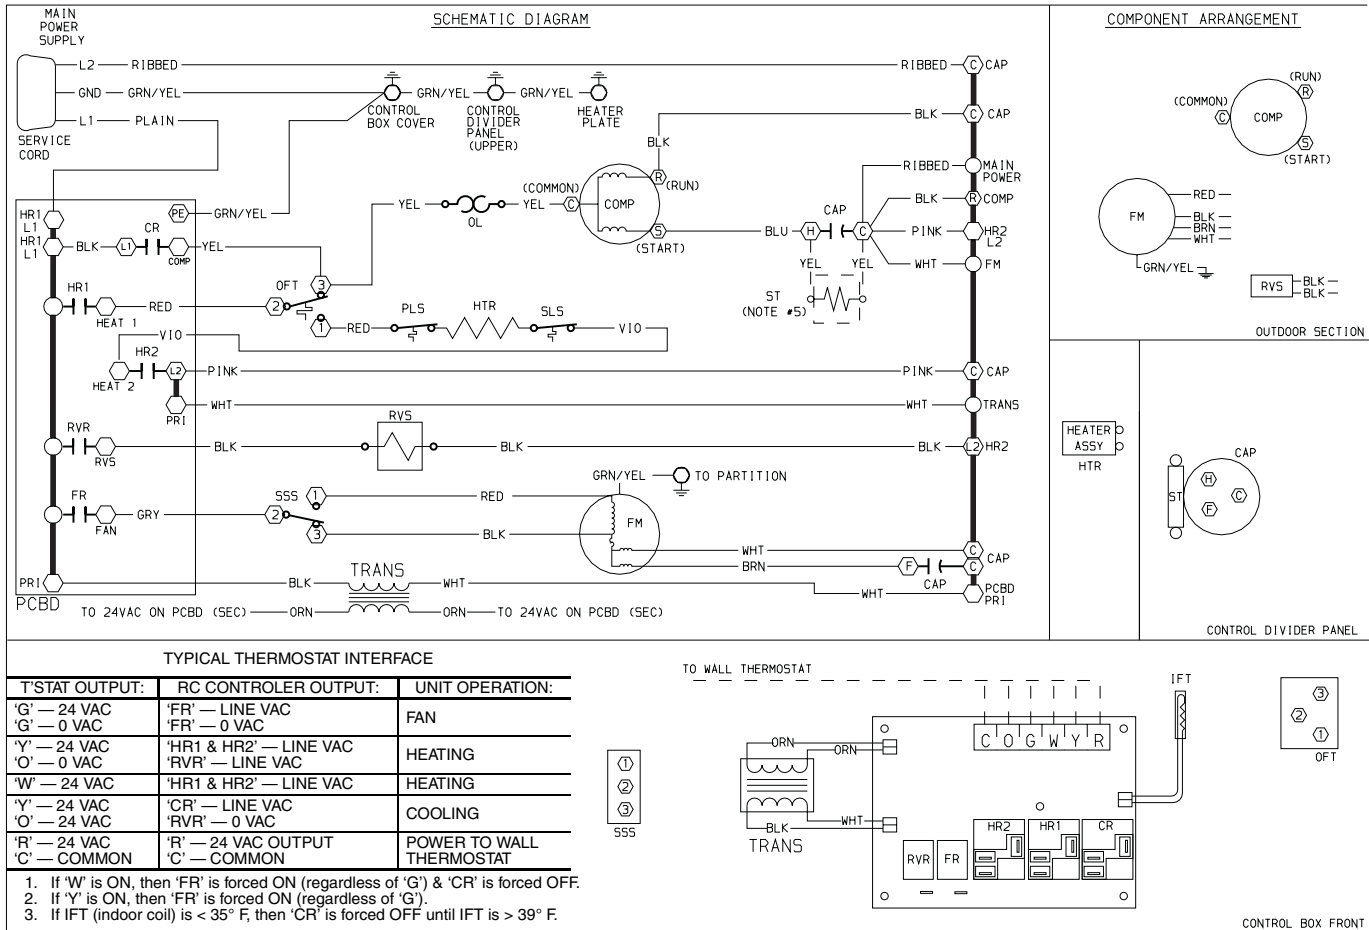 SCHEMATIC DIAGRAM
COMPONENT ARRANGEMENT
MAIN
POWER
SUPPLY
L2 RIBBED RIBBED C CAP
GND GRN/YEL GRN/YEL GRN/YEL
CONTROL
BOX COVER
CONTROL
DIVIDER
PANEL
(UPPER)
HEATER
PLATE
L1 PLAIN
BLK C CAP
SERVICE
CORD
BLK
RIBBED MAIN
POWER
(COMMON)
R (RUN)
YEL OL YEL C COMP
S
(START)
BLK R COMP
CAP
BLU H C PINK HR2
L2
WHT FM
YEL YEL
ST
(NOTE #5)
HR1
L1
PE GRN/YEL
HR1
L1
BLK L1 CR COMP YEL
HR1
HEAT 1
RED 2 OFT 3
1 RED PLS HTR SLS VIO
VIO
HR2
HEAT 2
L2 PINK PINK C CAP
PRI WHT WHT TRANS
RVR
RVS
BLK RVS BLK BLK L2 HR2
GRN/YEL TO PARTITION
FR
FAN
GRY 2 SSS 1 RED
3 BLK FM
WHT C
CAP
BRN F CAP C
PRI BLK TRANS WHT WHT PCBD
PRI
PCBD
TO 24VAC ON PCBD (SEC) ORN ORN TO 24VAC ON PCBD (SEC)
(RUN)
R
(COMMON)
C COMP
S
(START)
FM RED
BLK
BRN
WHT
GRN/YEL
RVS BLK
BLK
OUTDOOR SECTION
HEATER
ASSY
HTR
CAP
ST H C F
CONTROL DIVIDER PANEL
TYPICAL THERMOSTAT INTERFACE
T'STAT OUTPUT: RC CONTROLER OUTPUT: UNIT OPERATION:
‘G’ — 24 VAC ‘FR’ — LINE VAC FAN
‘G’ — 0 VAC ‘FR’ — 0 VAC
‘Y’ — 24 VAC ‘HR1 & HR2’ — LINE VAC HEATING
‘O’ — 0 VAC ‘RVR’ — LINE VAC
‘W’ — 24 VAC ‘HR1 & HR2’ — LINE VAC HEATING
‘Y’ — 24 VAC ‘CR’ — LINE VAC COOLING
‘O’ — 24 VAC ‘RVR’ — 0 VAC
‘R’ — 24 VAC ‘R’ — 24 VAC OUTPUT POWER TO WALL
‘C’ — COMMON ‘C’ — COMMON THERMOSTAT
1. If ‘W’ is ON, then ‘FR’ is forced ON (regardless of ‘G’) & ‘CR’ is forced OFF.
2. If ‘Y’ is ON, then ‘FR’ is forced ON (regardless of ‘G’).
3. If IFT (indoor coil) is < 35° F, then ‘CR’ is forced OFF until IFT is > 39° F.
TO WALL THERMOSTAT
C O G W Y R
IFT
3
2
1
OFT
1
2
3
SSS
ORN
ORN
WHT
BLK
TRANS
RVR FR HR2 HR1 CR
CONTROL BOX FRONT